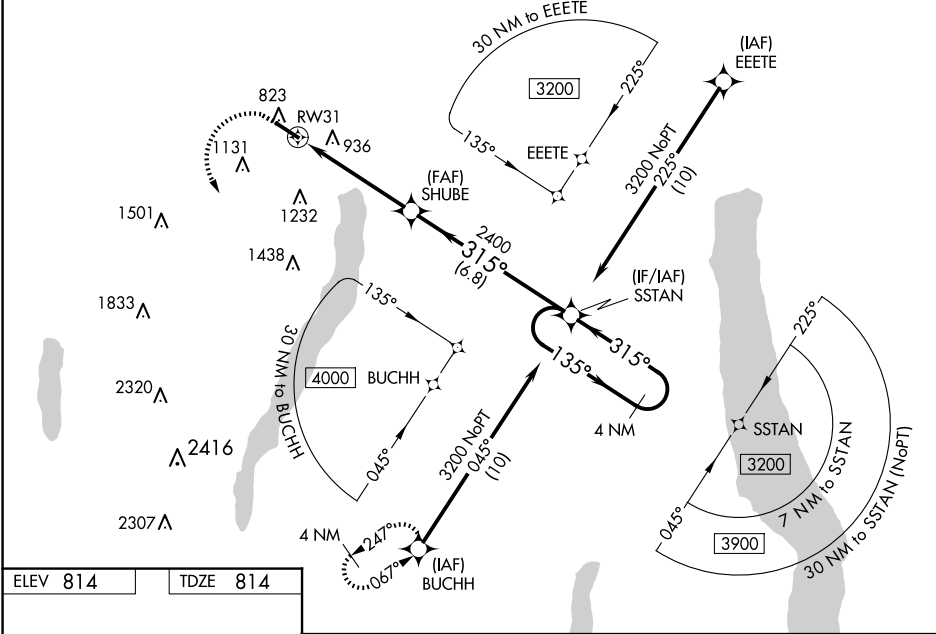 30 NM to EEETE
3200
225°
135°
EEETE
(IAF)
EEETE
3200 NoPT
225°
(10)
823
RW31
936
1131
(FAF)
SHUBE
1501
1232
1438
2400
315°
(6.8)
(IF/IAF)
SSTAN
1833
135°
30 NM to BUCHH
4000
BUCHH
045°
135°
315°
4 NM
225°
SSTAN
3200
7 NM to SSTAN
045°
3900
30 NM to SSTAN (NoPT)
2320
2416
2307
3200 NoPT
045°
(10)
4 NM
247°
067°
(IAF)
BUCHH
ELEV 814
TDZE 814